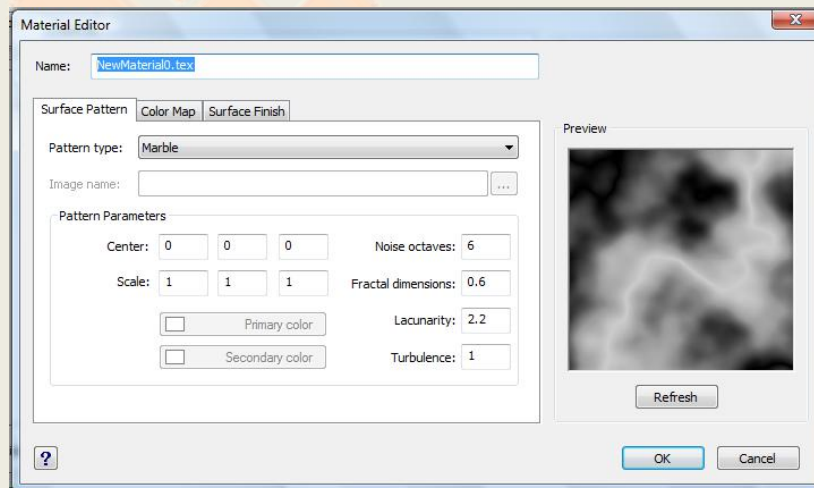 Material Editor
Name: NewMaterial0.tex
Surface Pattern Color Map Surface Finish
Pattern type: Marble
Image name: ...
Pattern Parameters
Center: 0 0 0 Noise octaves: 6
Scale: 1 1 1 Fractal dimensions: 0.6
Primary color Lacunarity: 2.2
Secondary color Turbulence: 1
Preview
Refresh
? OK Cancel